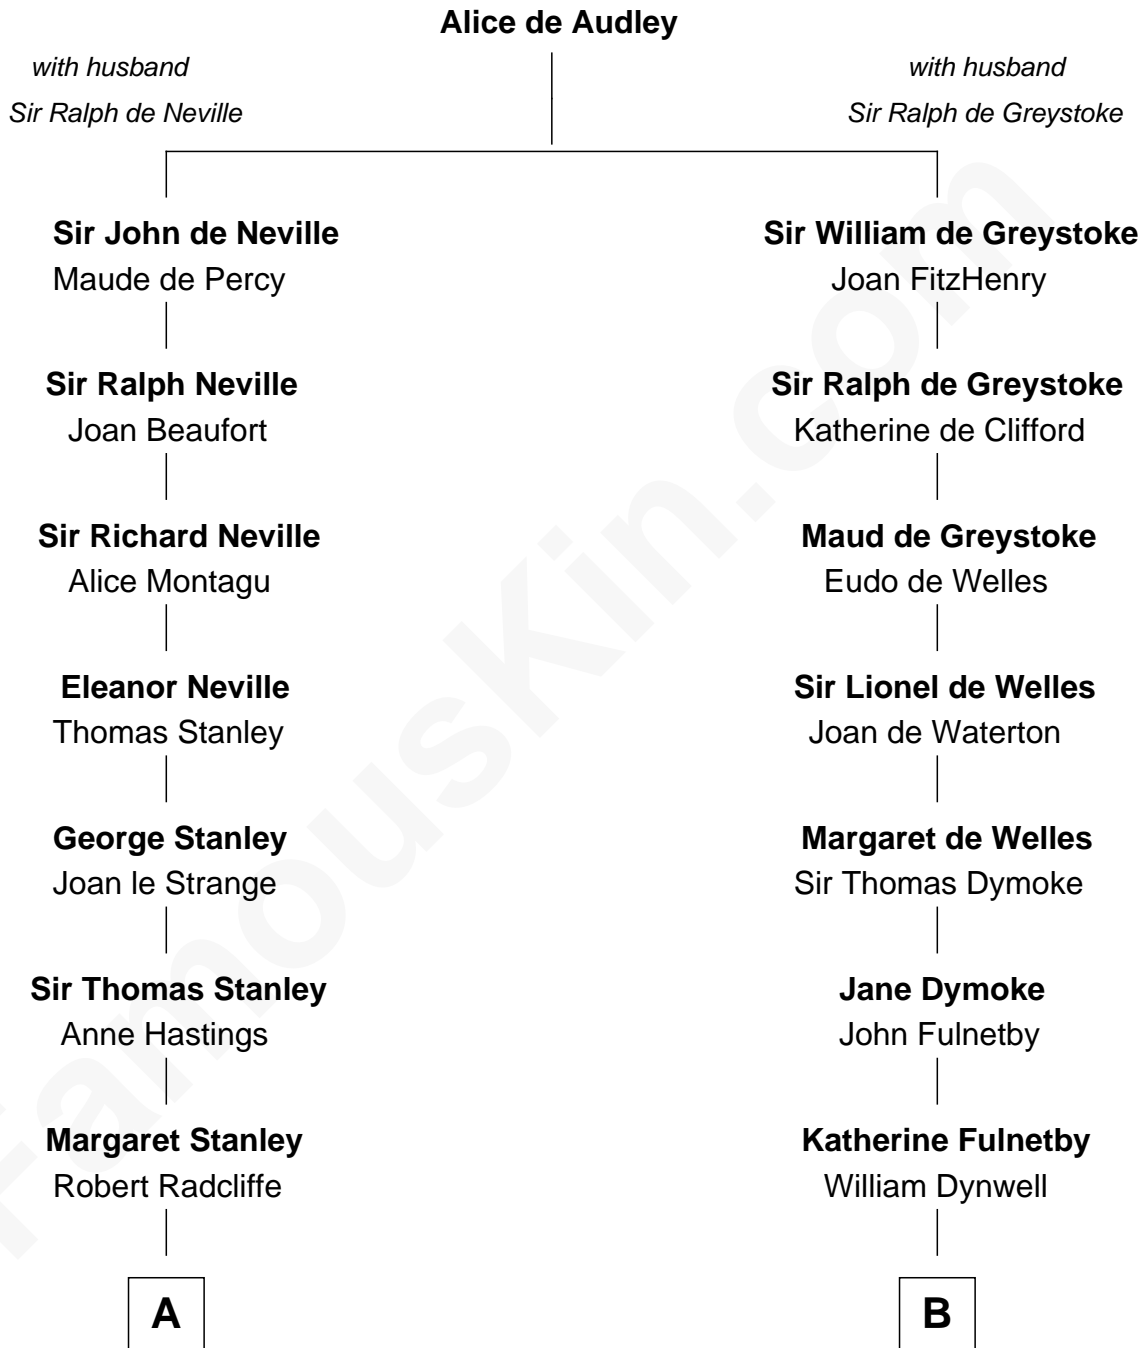 Alice de Audley
with husband
Sir Ralph de Neville
with husband
Sir Ralph de Greystoke
Sir John de Neville
Maude de Percy
Sir William de Greystoke
Joan FitzHenry
Sir Ralph Neville
Joan Beaufort
Sir Ralph de Greystoke
Katherine de Clifford
Sir Richard Neville
Alice Montagu
Maud de Greystoke
Eudo de Welles
Eleanor Neville
Thomas Stanley
Sir Lionel de Welles
Joan de Waterton
George Stanley
Joan le Strange
Margaret de Welles
Sir Thomas Dymoke
Sir Thomas Stanley
Anne Hastings
Jane Dymoke
John Fulnetby
Margaret Stanley
Robert Radcliffe
Katherine Fulnetby
William Dynwell
A
B
FamousKin.com